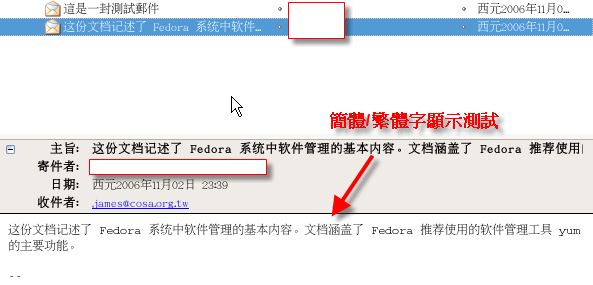 這是一封測試郵件 西元2006年11月0...
这份文档记述了 Fedora 系统中软件... 西元2006年11月0...
簡體/繁體字顯示測試
主旨: 这份文档记述了 Fedora 系统中软件管理的基本内容。文档涵盖了 Fedora 推荐使用
寄件者:
日期: 西元2006年11月02日 23:39
收件者: james@cosa.org.tw
这份文档记述了 Fedora 系统中软件管理的基本内容。文档涵盖了 Fedora 推荐使用的软件管理工具 yum
的主要功能。
--